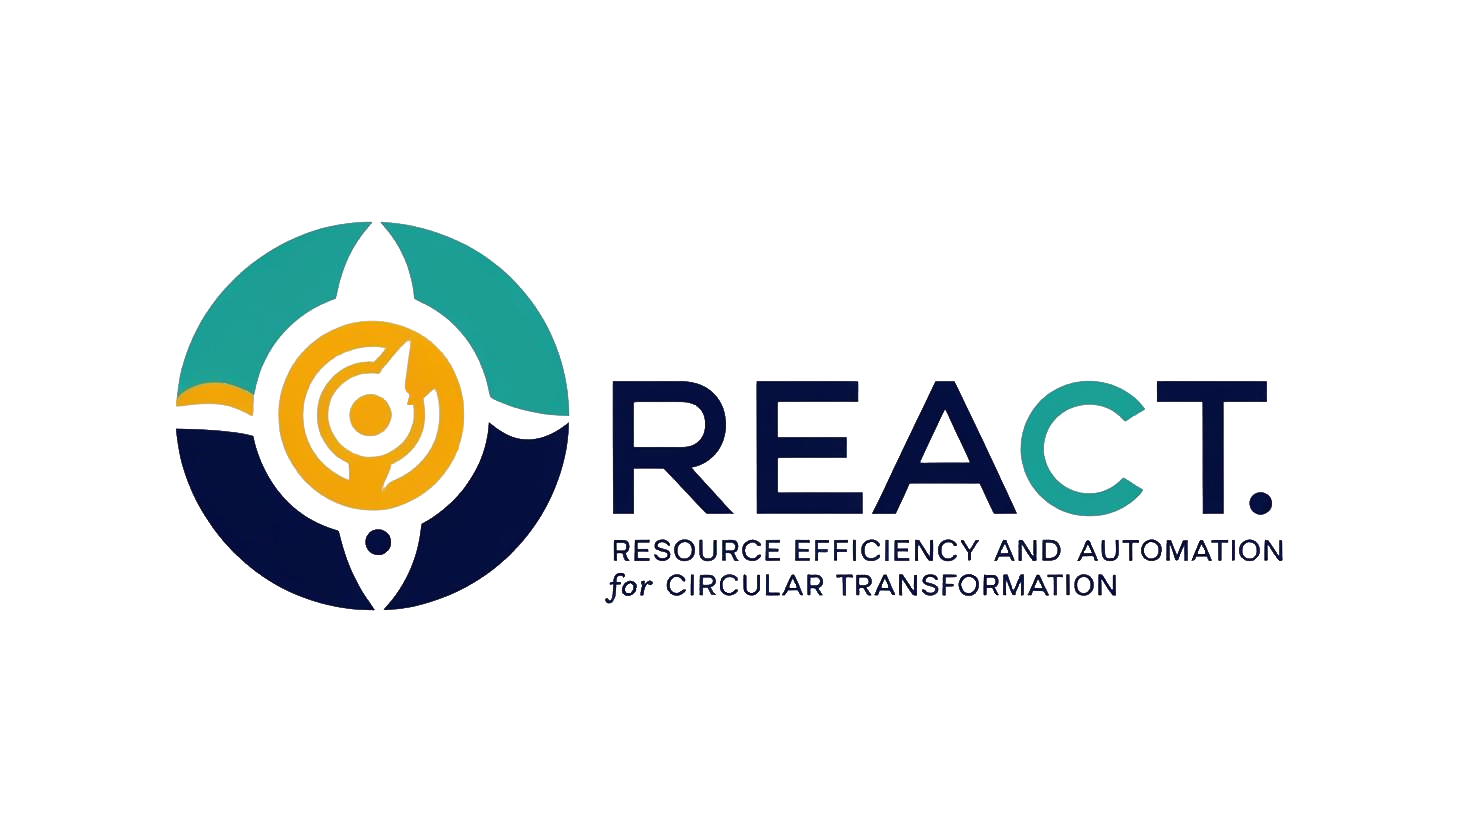 REACT.
RESOURCE EFFICIENCY AND AUTOMATION
for CIRCULAR TRANSFORMATION